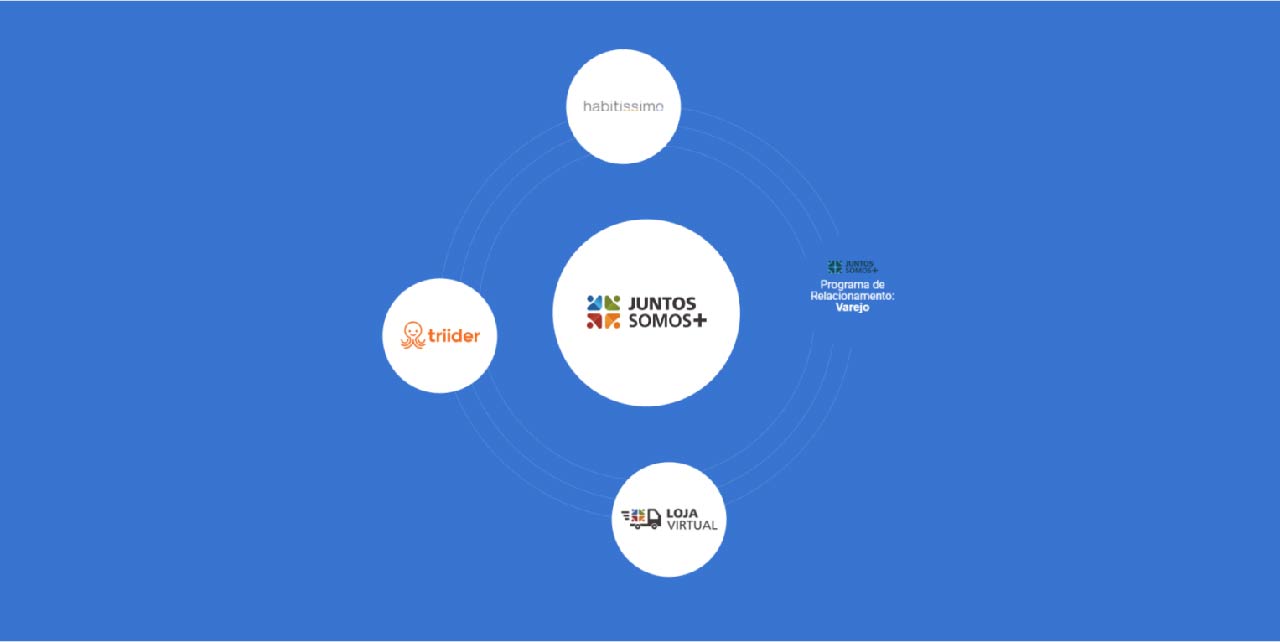 habitissimo
JUNTOS
SOMOS+
Programa de
Relacionamento:
Varejo
JUNTOS
SOMOS+
triider
LOJA
VIRTUAL